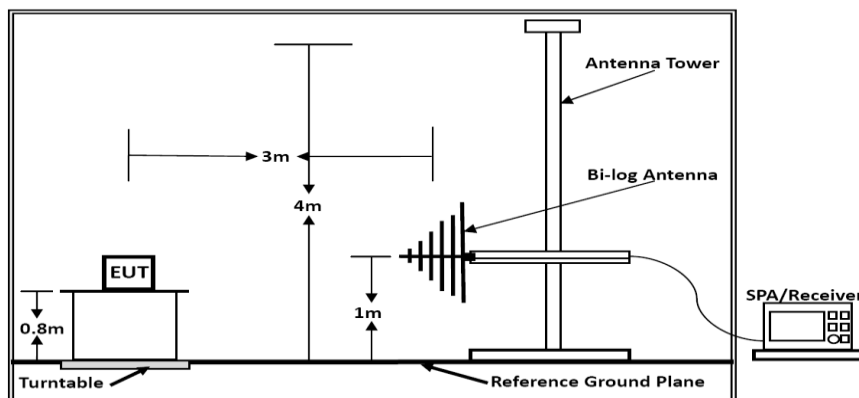 Antenna Tower
3m
Bi-log Antenna
4m
EUT
SPA/Receiver
0.8m
1m
Turntable
Reference Ground Plane